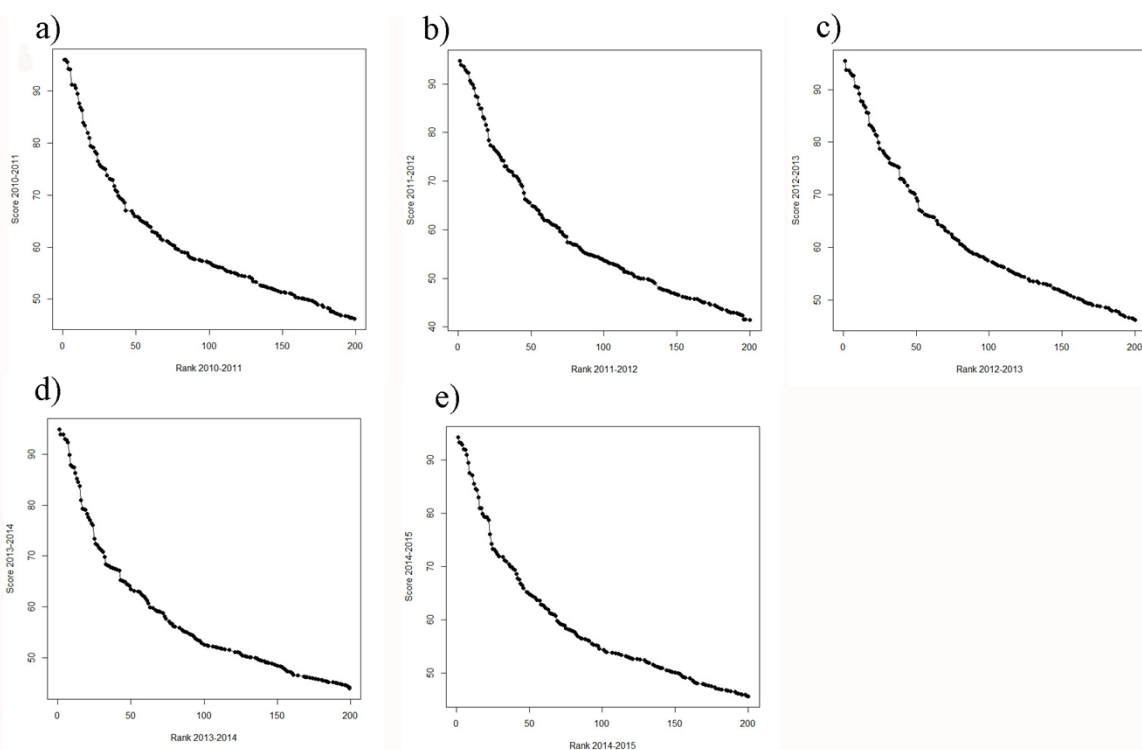 a)
90
80
70
60
50
Score 2010-2011
0 50 100 150 200
Rank 2010-2011
b)
90
80
70
60
50
40
Score 2011-2012
0 50 100 150 200
Rank 2011-2012
c)
90
80
70
60
50
Score 2012-2013
0 50 100 150 200
Rank 2012-2013
d)
90
80
70
60
50
Score 2013-2014
0 50 100 150 200
Rank 2013-2014
e)
90
80
70
60
50
Score 2014-2015
0 50 100 150 200
Rank 2014-2015